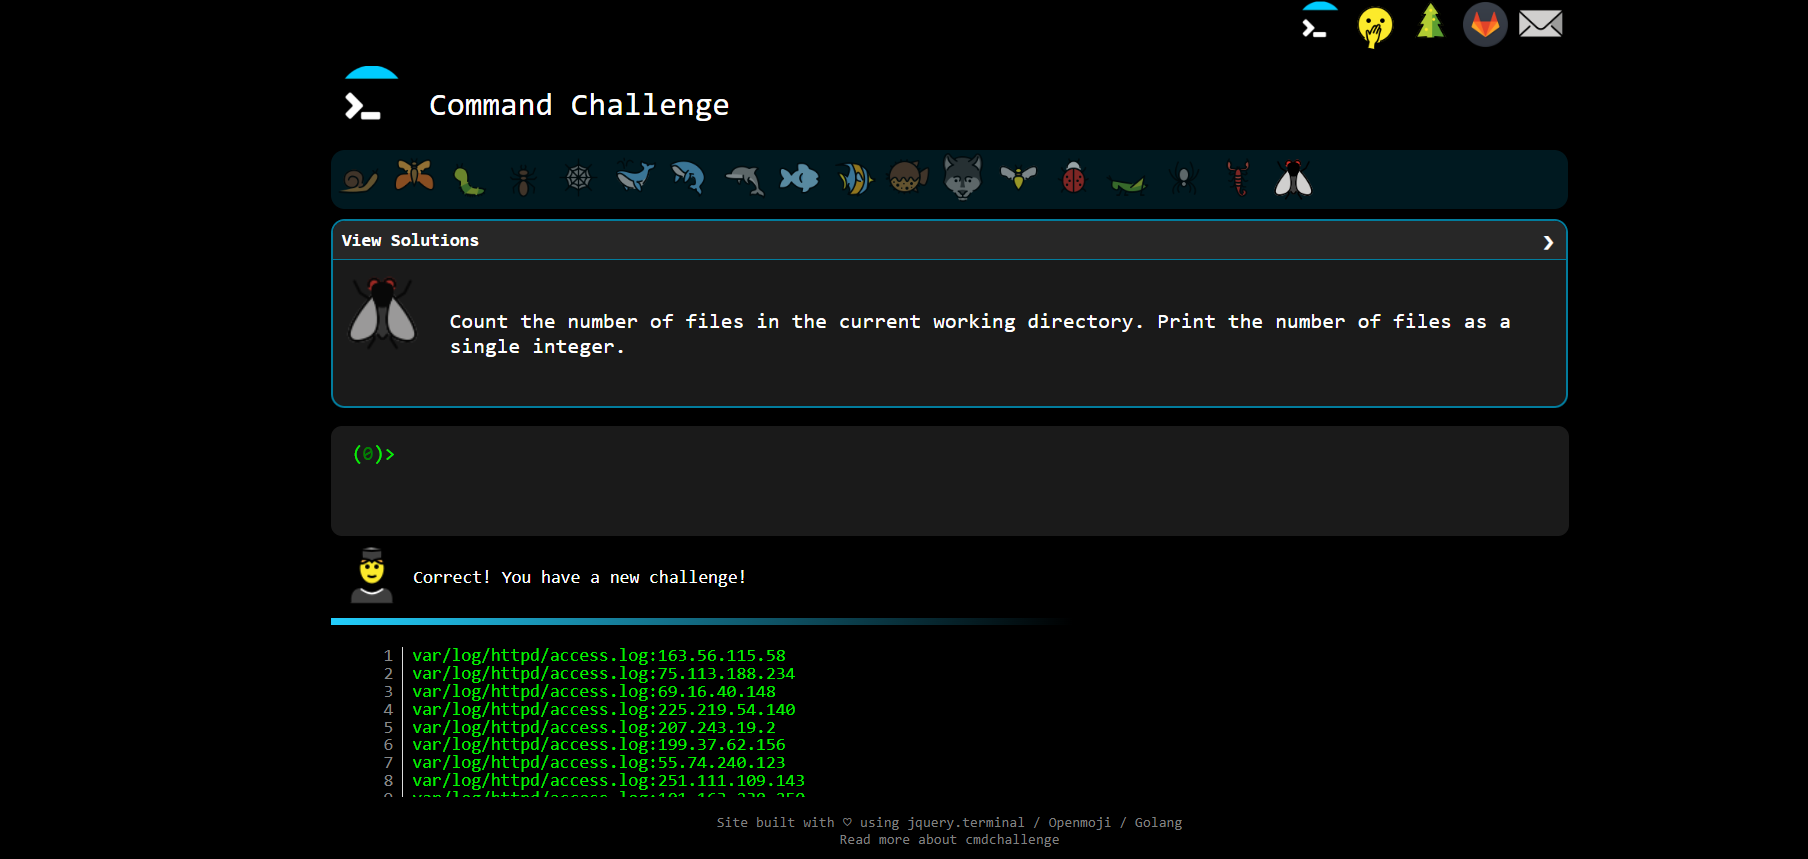 Command Challenge
View Solutions
Count the number of files in the current working directory. Print the number of files as a
single integer.
(0)>
Correct! You have a new challenge!
1 var/log/httpd/access.log:163.56.115.58
2 var/log/httpd/access.log:75.113.188.234
3 var/log/httpd/access.log:69.16.40.148
4 var/log/httpd/access.log:225.219.54.140
5 var/log/httpd/access.log:207.243.19.2
6 var/log/httpd/access.log:199.37.62.156
7 var/log/httpd/access.log:55.74.240.123
8 var/log/httpd/access.log:251.111.109.143
Site built with ♡ using jquery.terminal / Openmoji / Golang
Read more about cmdchallenge